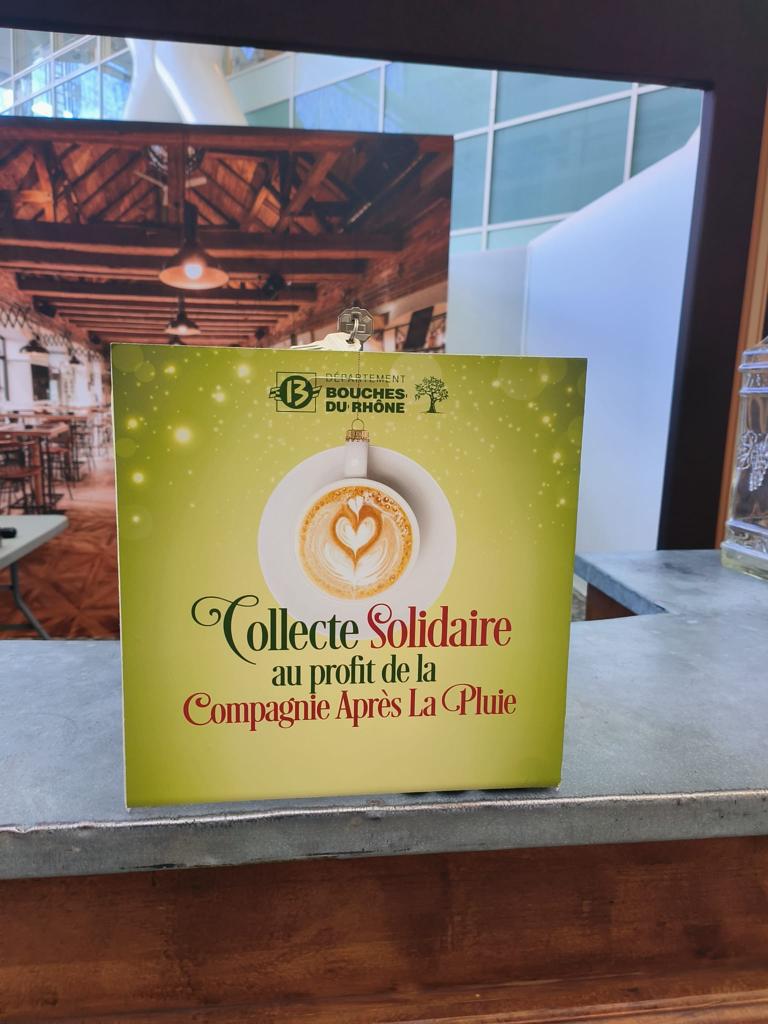 13
DÉPARTEMENT
BOUCHES
DU RHÔNE
Collecte Solidaire
au profit de la
Compagnie Après La Pluie